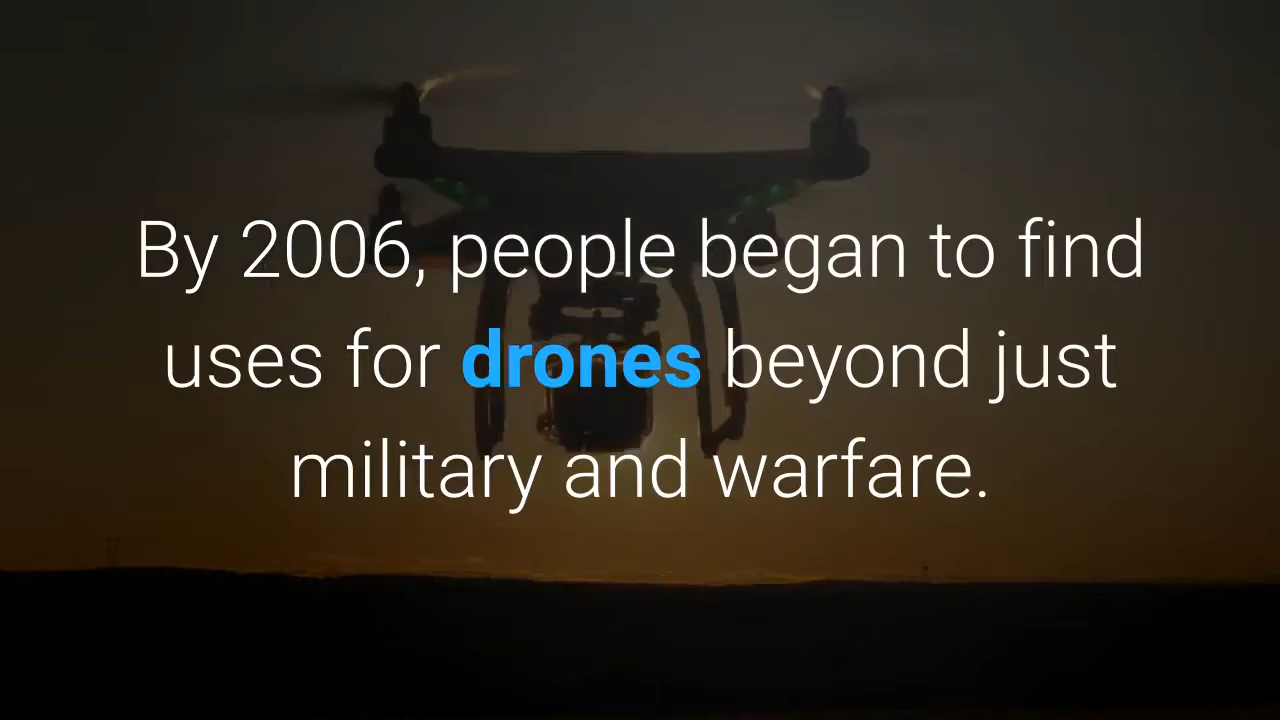 By 2006, people began to find
uses for drones beyond just
military and warfare.